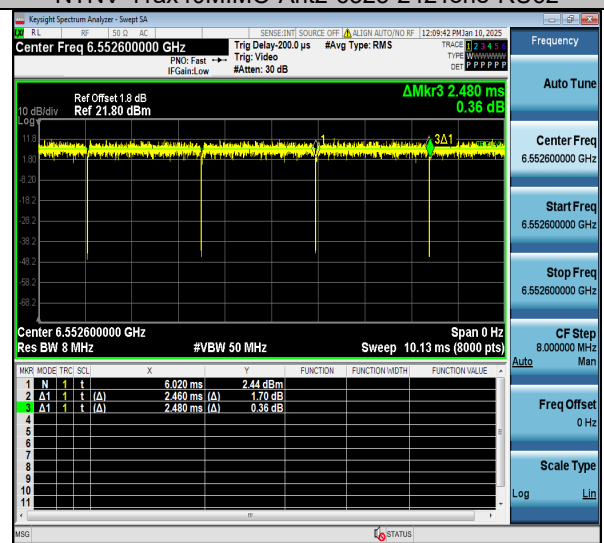 Keysight Spectrum Analyzer - Swept SA
RL RF 50 Ω AC SENSE:INT SOURCE OFF ALIGN AUTO/NO RF 12:09:42 PM Jan 10, 2025
Center Freq 6.552600000 GHz Trig Delay-200.0 µs #Avg Type: RMS TRACE 1 2 3 4 5 6 Frequency
PNO: Fast Trig: Video TYPE WWWWWW
IFGain:Low #Atten: 30 dB DET P P P P P P
Auto Tune
Ref Offset 1.8 dB ΔMkr3 2.480 ms
10 dB/div Ref 21.80 dBm 0.36 dB
Log
11.8
1.80
-8.20
-18.2
-28.2
-38.2
-48.2
-58.2
-68.2
1
3Δ1
Center Freq
6.552600000 GHz
Start Freq
6.552600000 GHz
Stop Freq
6.552600000 GHz
Center 6.552600000 GHz Span 0 Hz
Res BW 8 MHz #VBW 50 MHz Sweep 10.13 ms (8000 pts)
CF Step
8.000000 MHz
Auto Man
MKR MODE TRC SCL X Y FUNCTION FUNCTION WIDTH FUNCTION VALUE
1 N 1 t 6.020 ms 2.44 dBm
2 Δ1 1 t (Δ) 2.460 ms (Δ) 1.70 dB
3 Δ1 1 t (Δ) 2.480 ms (Δ) 0.36 dB
4
5
6
7
8
9
10
11
Freq Offset
0 Hz
Scale Type
Log Lin
MSG STATUS